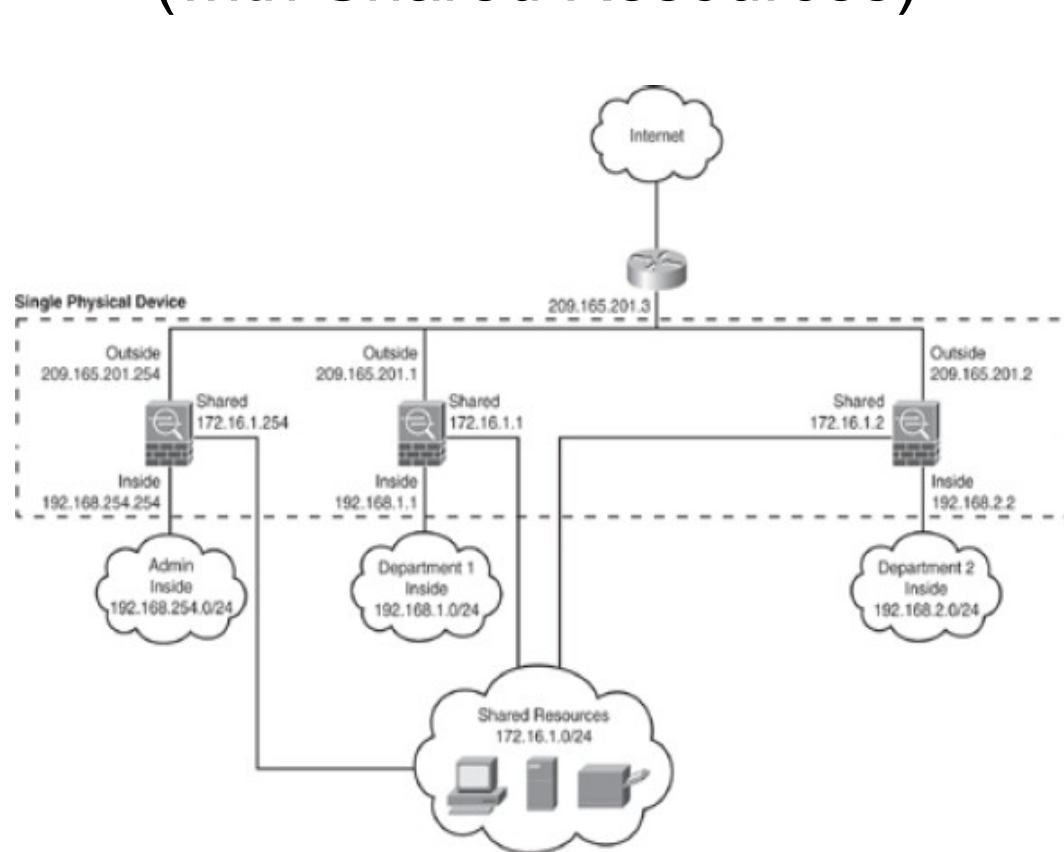 (with Shared Resources)
Internet
209.165.201.3
Single Physical Device
Outside
209.165.201.254
Outside
209.165.201.1
Outside
209.165.201.2
Shared
172.16.1.254
Shared
172.16.1.1
Shared
172.16.1.2
Inside
192.168.254.254
Inside
192.168.1.1
Inside
192.168.2.2
Admin
Inside
192.168.254.0/24
Department 1
Inside
192.168.1.0/24
Department 2
Inside
192.168.2.0/24
Shared Resources
172.16.1.0/24